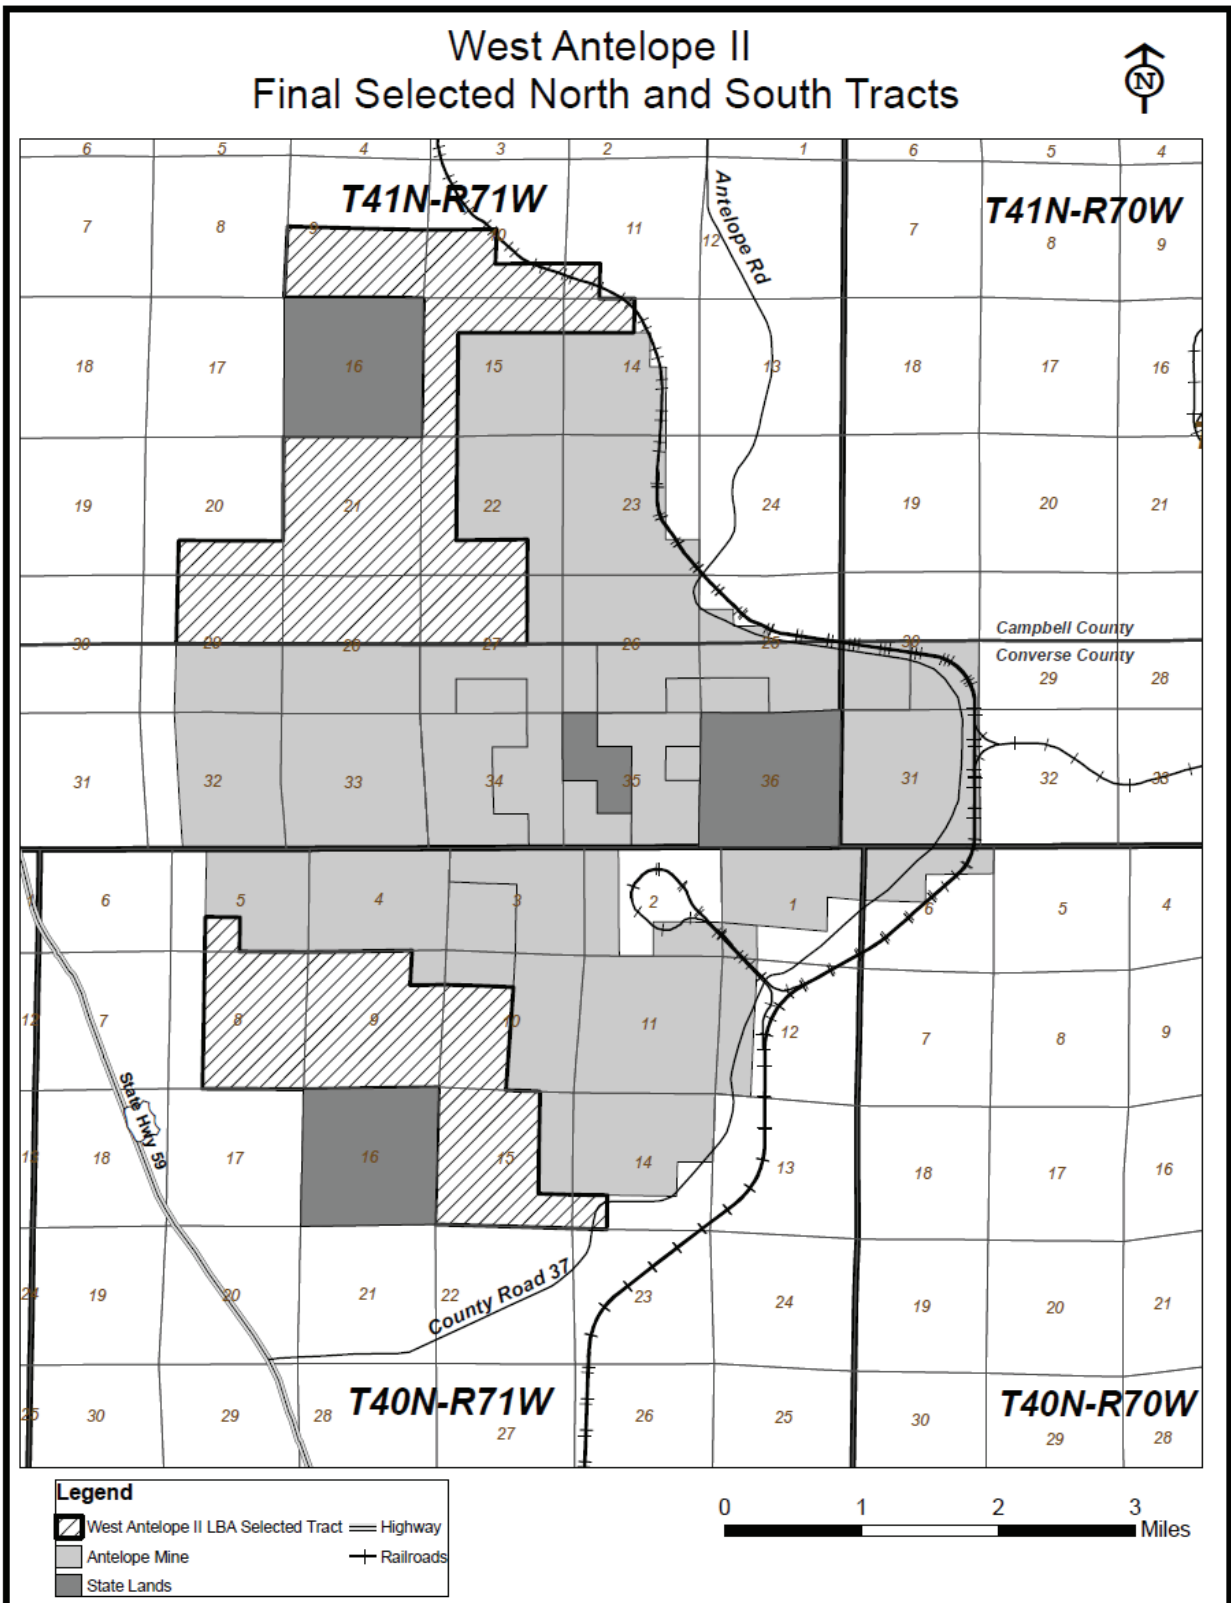 West Antelope II
Final Selected North and South Tracts
N
6 5 4 3 2 1 6 5 4
T41N-R71W
T41N-R70W
Antelope Rd
7 8 9 10 11 12 7 8 9
18 17 16 15 14 13 18 17 16
19 20 21 22 23 24 19 20 21
Campbell County
Converse County
30 29 28 27 26 25 30 29 28
31 32 33 34 35 36 31 32 33
6 5 4 3 2 1 6 5 4
12 7 8 9 10 11 12 7 8 9
State Hwy 59
13 18 17 16 15 14 13 18 17 16
24 19 20 21 22 23 24 19 20 21
County Road 37
T40N-R71W
T40N-R70W
25 30 29 28 27 26 25 30 29 28
Legend
West Antelope II LBA Selected Tract
Highway
Antelope Mine
Railroads
State Lands
0 1 2 3
Miles